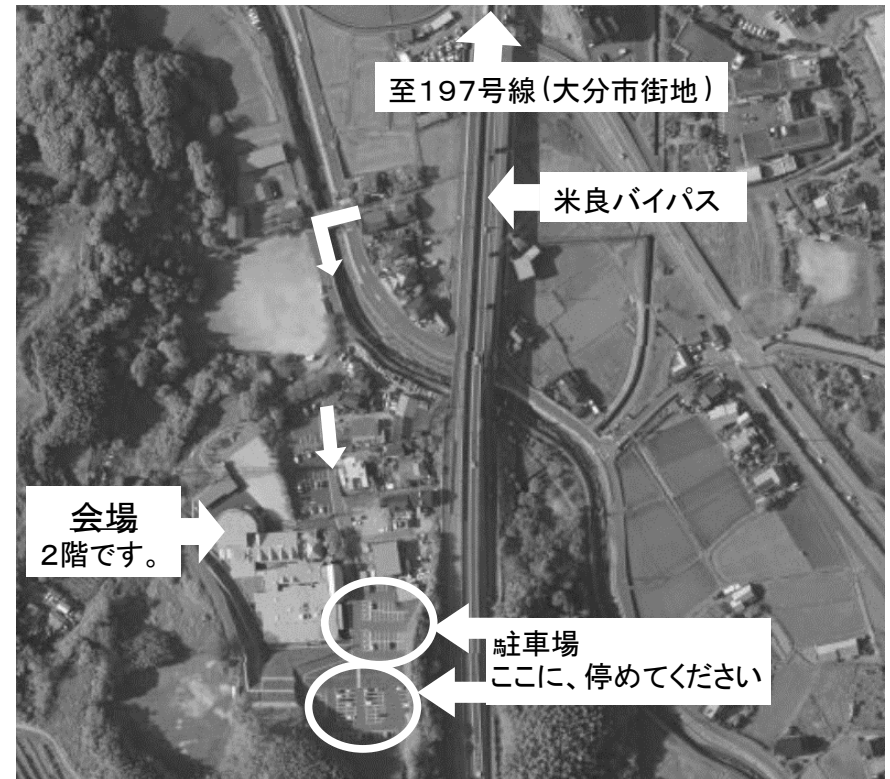 至197号線(大分市街地)
米良バイパス
会場
2階です。
駐車場
ここに、停めてください